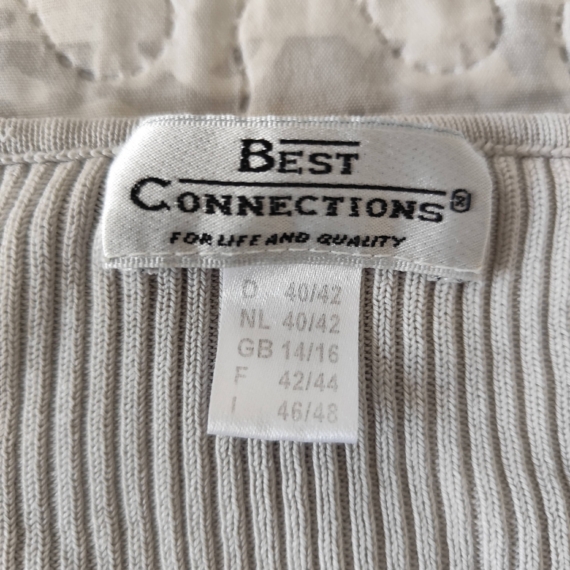 BEST
CONNECTIONS®
FOR LIFE AND QUALITY
D 40/42
NL 40/42
GB 14/16
F 42/44
I 46/48